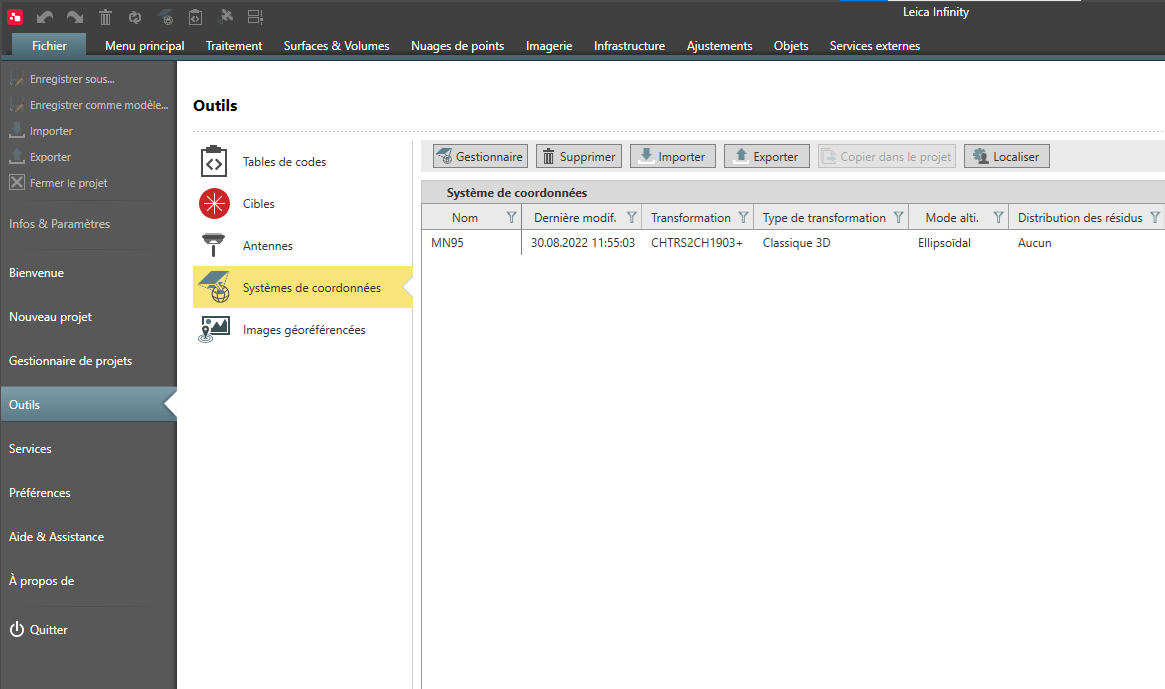 Leica Infinity
Fichier Menu principal Traitement Surfaces & Volumes Nuages de points Imagerie Infrastructure Ajustements Objets Services externes
Enregistrer sous...
Enregistrer comme modèle...
Importer
Exporter
Fermer le projet
Infos & Paramètres
Bienvenue
Nouveau projet
Gestionnaire de projets
Outils
Services
Préférences
Aide & Assistance
À propos de
Quitter
Outils
Tables de codes
Cibles
Antennes
Systèmes de coordonnées
Images géoréférencées
Gestionnaire Supprimer Importer Exporter Copier dans le projet Localiser
Système de coordonnées
Nom Dernière modif. Transformation Type de transformation Mode alti. Distribution des résidus
MN95 30.08.2022 11:55:03 CHTRS2CH1903+ Classique 3D Ellipsoïdal Aucun